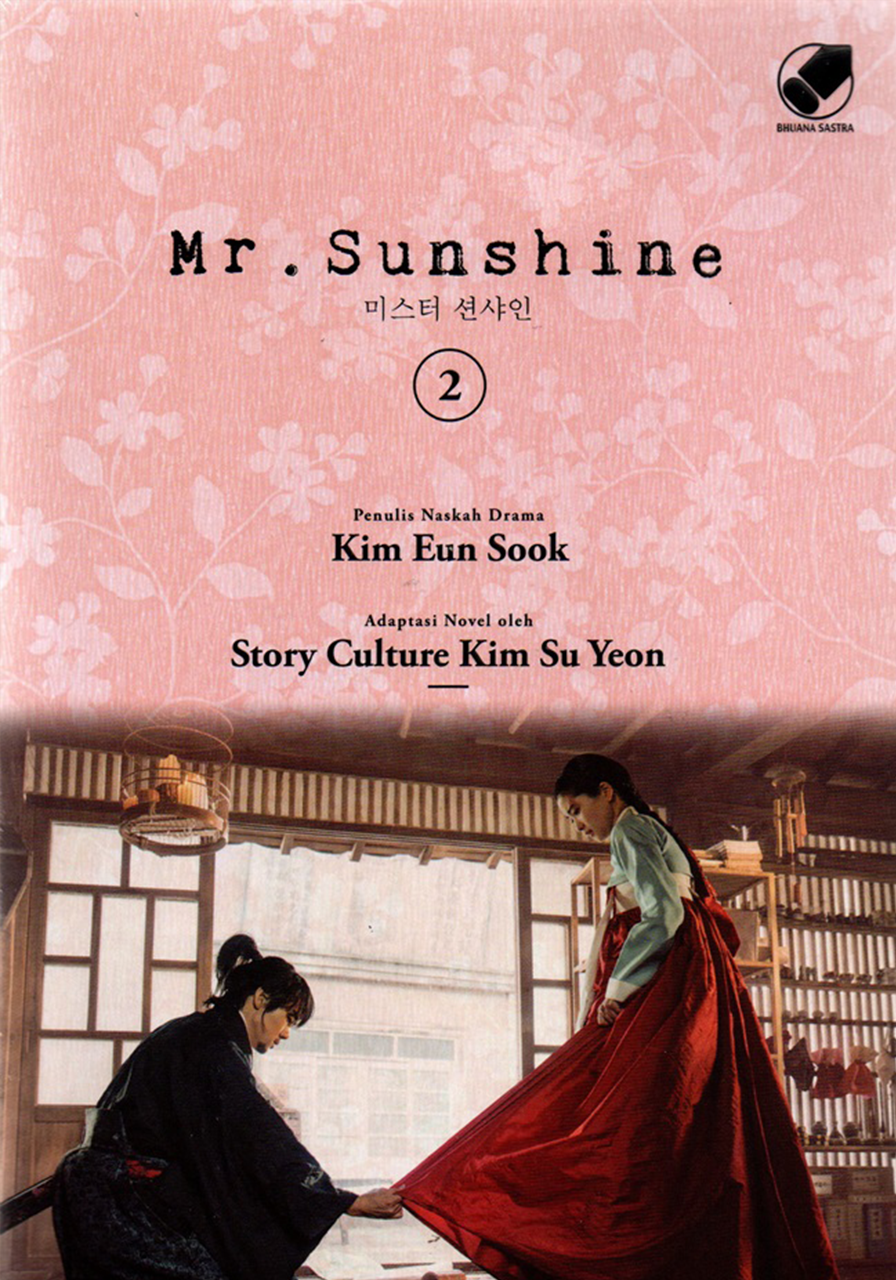 BHUANA SASTRA
Mr. Sunshine
미스터 션샤인
2
Penulis Naskah Drama
Kim Eun Sook
Adaptasi Novel oleh
Story Culture Kim Su Yeon